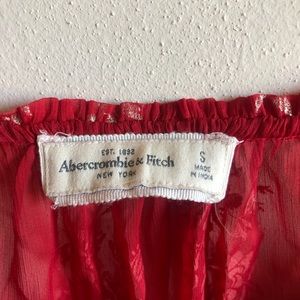 EST. 1892
Abercrombie & Fitch
NEW YORK
S
MADE
IN INDIA